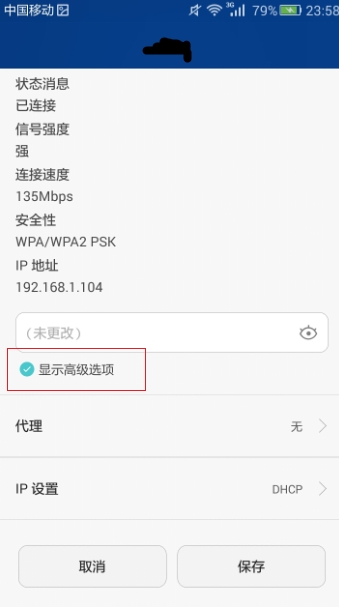 中国移动 3G 79% 23:58
状态消息
已连接
信号强度
强
连接速度
135Mbps
安全性
WPA/WPA2 PSK
IP 地址
192.168.1.104
（未更改）
显示高级选项
代理 无
IP 设置 DHCP
取消 保存